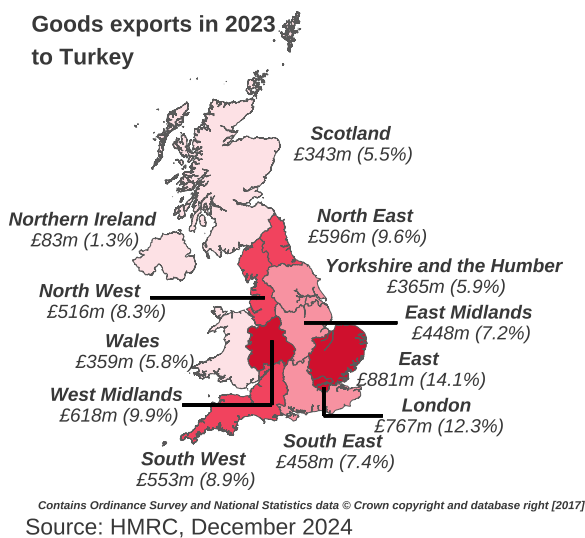 Goods exports in 2023
to Turkey
Scotland
£343m (5.5%)
Northern Ireland
£83m (1.3%)
North East
£596m (9.6%)
Yorkshire and the Humber
£365m (5.9%)
North West
£516m (8.3%)
East Midlands
£448m (7.2%)
Wales
£359m (5.8%)
East
£881m (14.1%)
West Midlands
£618m (9.9%)
London
£767m (12.3%)
South East
£458m (7.4%)
South West
£553m (8.9%)
Contains Ordinance Survey and National Statistics data © Crown copyright and database right [2017]
Source: HMRC, December 2024